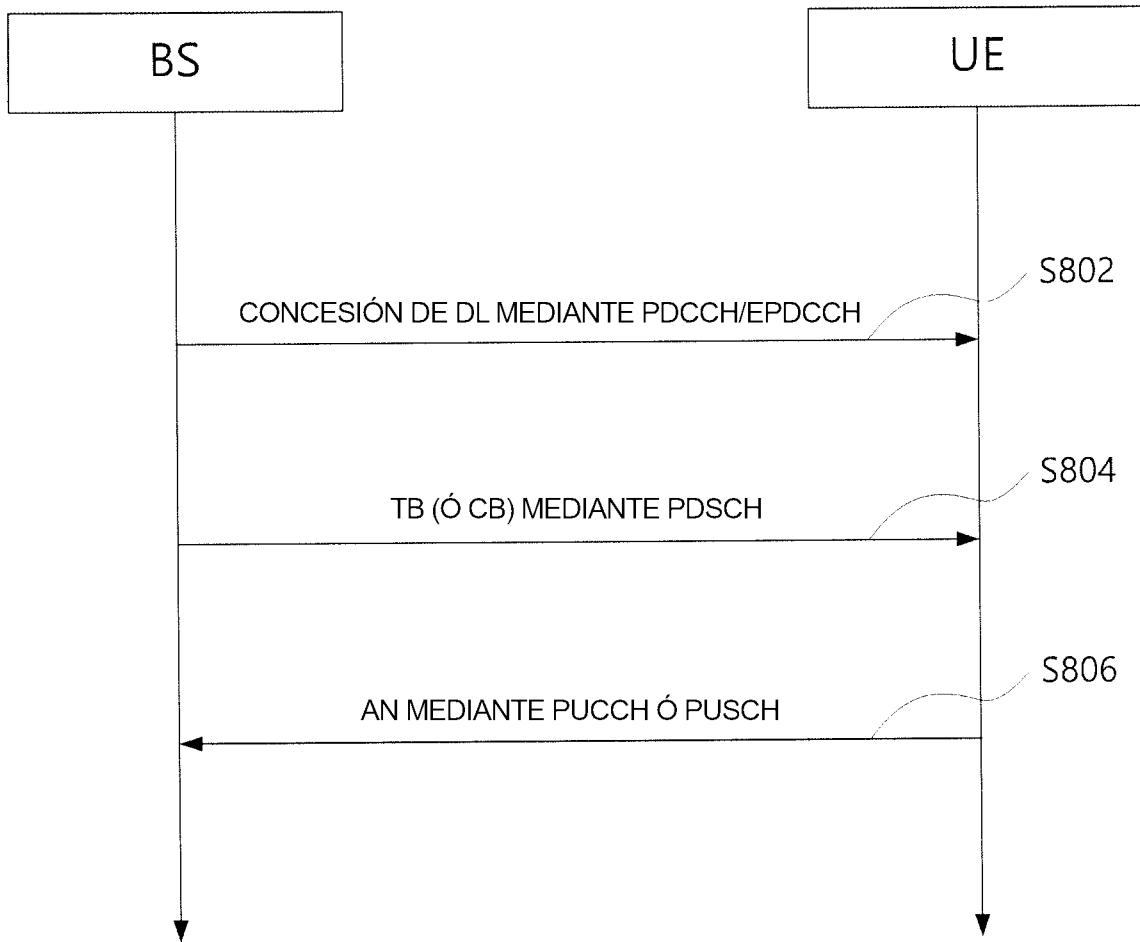 BS
UE
S802
CONCESIÓN DE DL MEDIANTE PDCCH/EPDCCH
S804
TB (Ó CB) MEDIANTE PDSCH
S806
AN MEDIANTE PUCCH Ó PUSCH